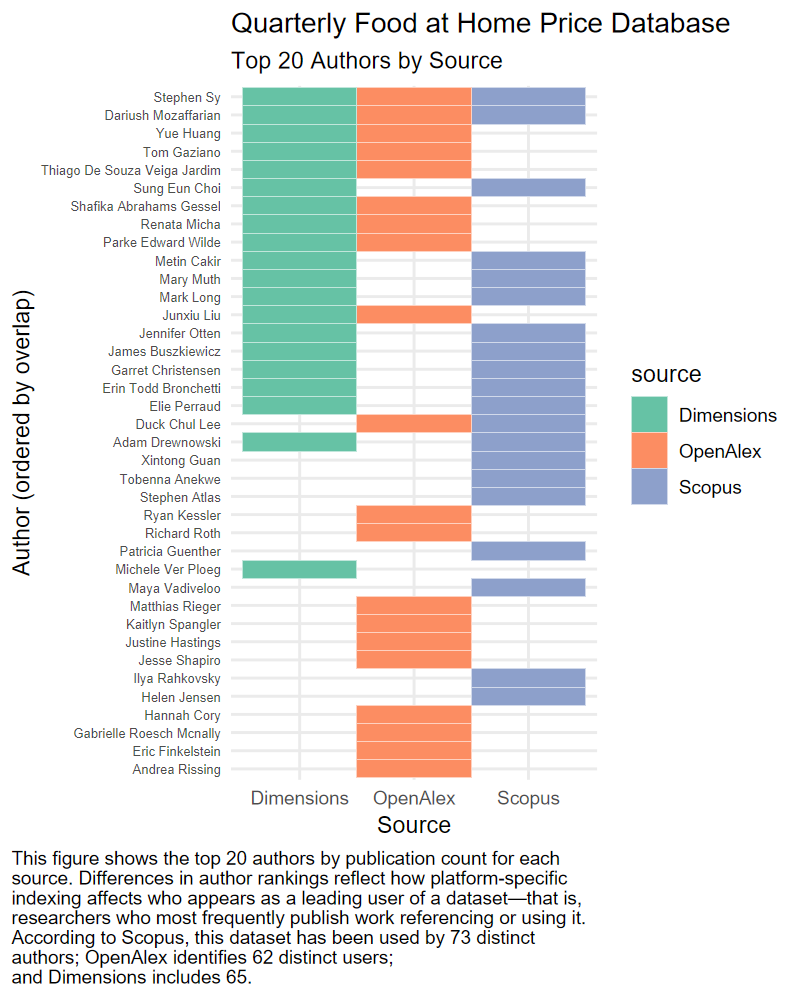 Quarterly Food at Home Price Database
Top 20 Authors by Source
Author (ordered by overlap)
Stephen Sy
Dariush Mozaffarian
Yue Huang
Tom Gaziano
Thiago De Souza Veiga Jardim
Sung Eun Choi
Shafika Abrahams Gessel
Renata Micha
Parke Edward Wilde
Metin Cakir
Mary Muth
Mark Long
Junxiu Liu
Jennifer Otten
James Buszkiewicz
Garret Christensen
Erin Todd Bronchetti
Elie Perraud
Duck Chul Lee
Adam Drewnowski
Xintong Guan
Tobenna Anekwe
Stephen Atlas
Ryan Kessler
Richard Roth
Patricia Guenther
Michele Ver Ploeg
Maya Vadiveloo
Matthias Rieger
Kaitlyn Spangler
Justine Hastings
Jesse Shapiro
Ilya Rahkovsky
Helen Jensen
Hannah Cory
Gabrielle Roesch Mcnally
Eric Finkelstein
Andrea Rissing
Dimensions OpenAlex Scopus
Source
source
Dimensions
OpenAlex
Scopus
This figure shows the top 20 authors by publication count for each
source. Differences in author rankings reflect how platform-specific
indexing affects who appears as a leading user of a dataset—that is,
researchers who most frequently publish work referencing or using it.
According to Scopus, this dataset has been used by 73 distinct
authors; OpenAlex identifies 62 distinct users;
and Dimensions includes 65.